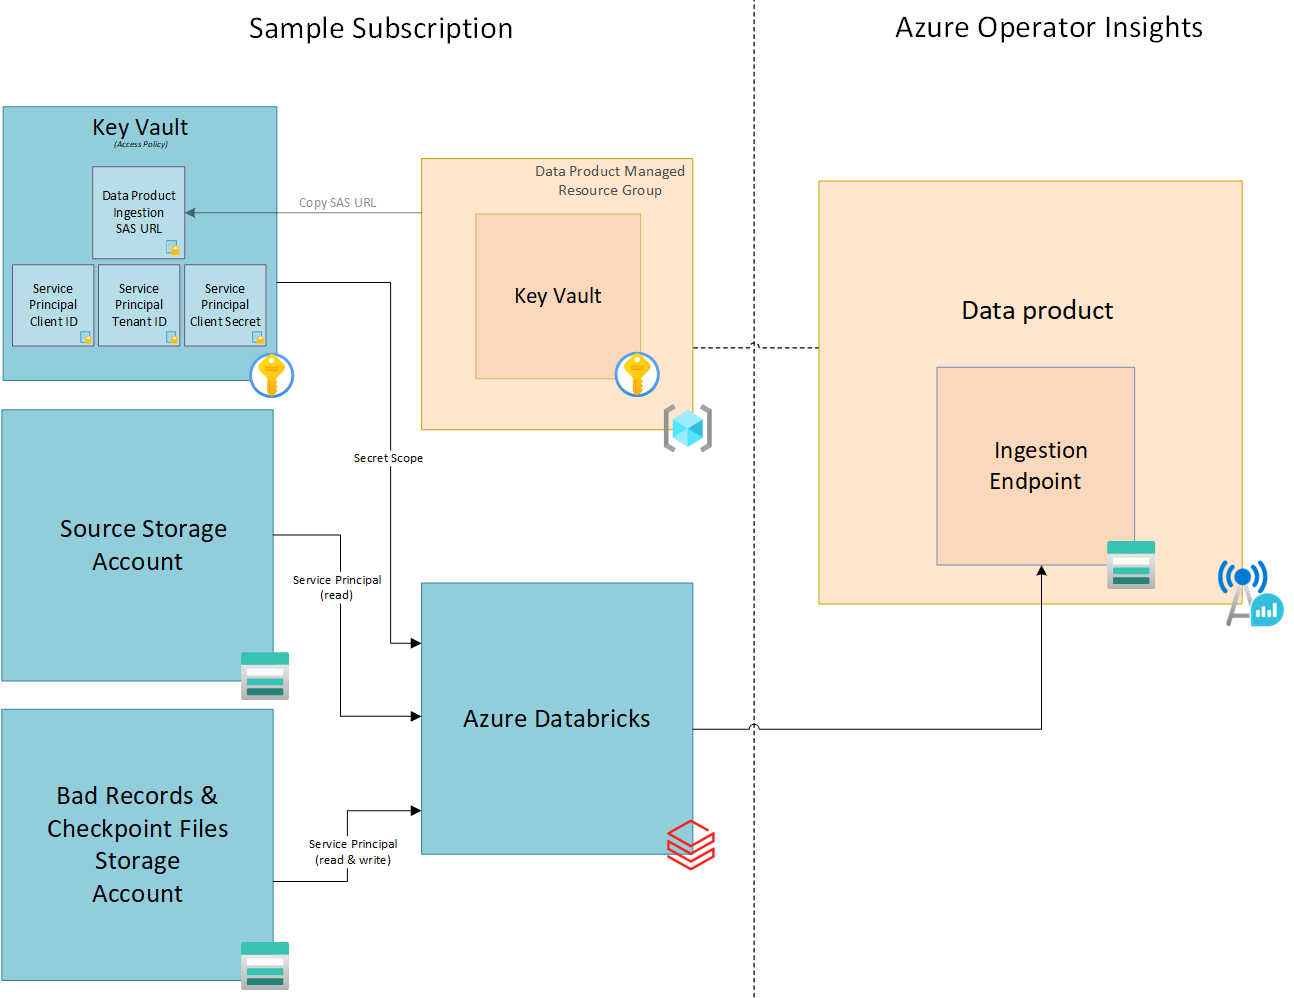 Sample Subscription
Azure Operator Insights
Key Vault
(Access Policy)
Data Product
Ingestion
SAS URL
Service
Principal
Client ID
Service
Principal
Tenant ID
Service
Principal
Client Secret
Copy SAS URL
Data Product Managed
Resource Group
Key Vault
Data product
Ingestion
Endpoint
Secret Scope
Source Storage
Account
Service Principal
(read)
Azure Databricks
Bad Records &
Checkpoint Files
Storage
Account
Service Principal
(read & write)